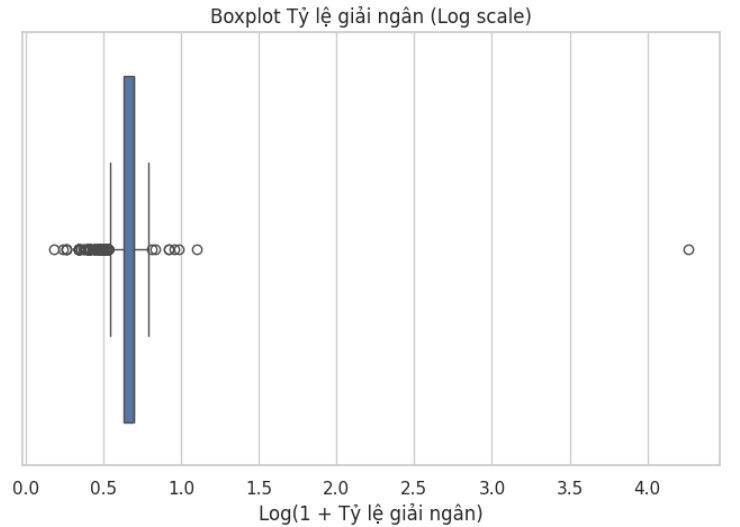 Boxplot Tỷ lệ giải ngân (Log scale)
0.0 0.5 1.0 1.5 2.0 2.5 3.0 3.5 4.0
Log(1 + Tỷ lệ giải ngân)